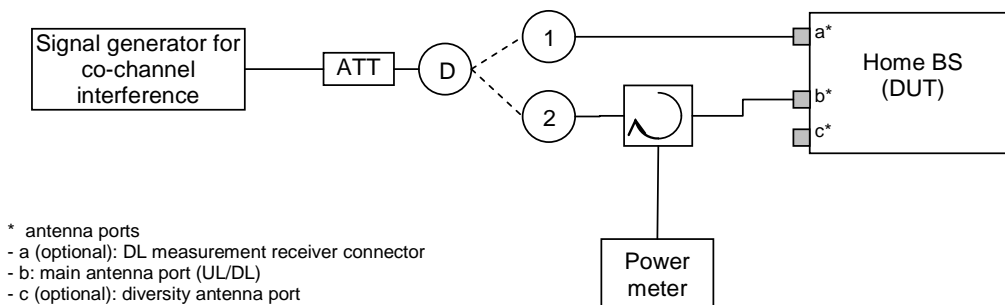 Signal generator for
co-channel
interference
ATT
D
1
2
a*
b*
c*
Home BS
(DUT)
Power
meter
* antenna ports
- a (optional): DL measurement receiver connector
- b: main antenna port (UL/DL)
- c (optional): diversity antenna port